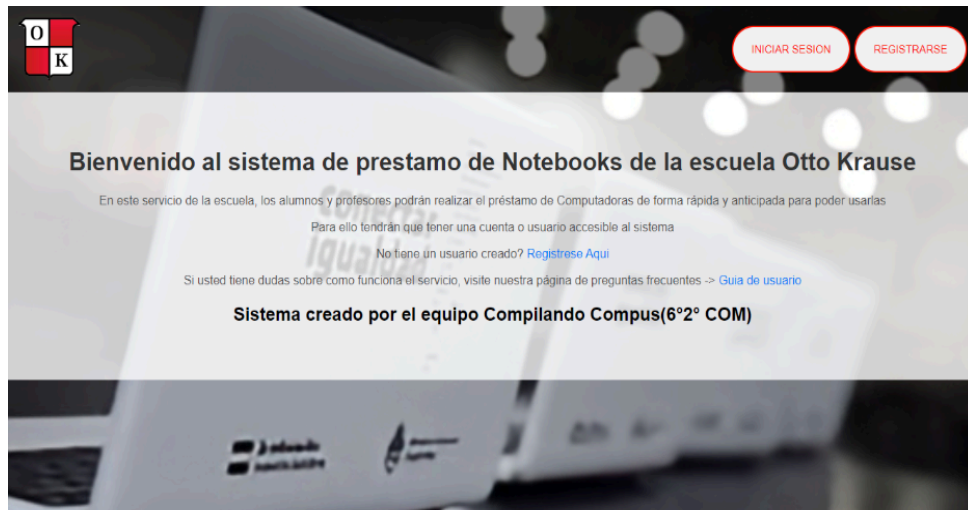 O
K
INICIAR SESION
REGISTRARSE
Bienvenido al sistema de prestamo de Notebooks de la escuela Otto Krause
En este servicio de la escuela, los alumnos y profesores podrán realizar el préstamo de Computadoras de forma rápida y anticipada para poder usarlas
Para ello tendrán que tener una cuenta o usuario accesible al sistema
No tiene un usuario creado? Registrese Aqui
Si usted tiene dudas sobre como funciona el servicio, visite nuestra página de preguntas frecuentes -> Guia de usuario
Sistema creado por el equipo Compilando Compus(6°2° COM)
conectar
igualdad